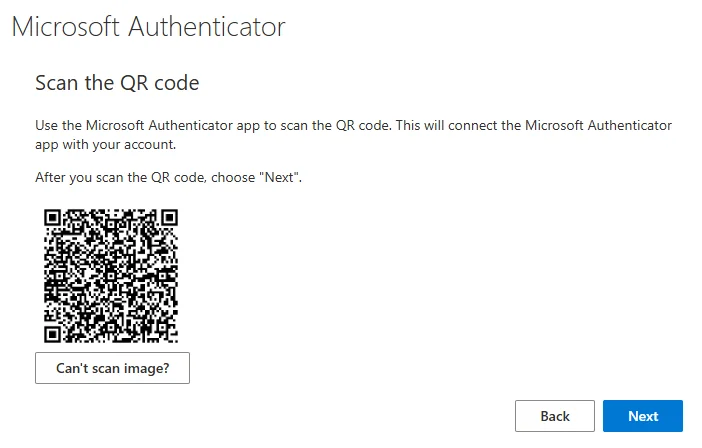 Microsoft Authenticator
Scan the QR code
Use the Microsoft Authenticator app to scan the QR code. This will connect the Microsoft Authenticator
app with your account.
After you scan the QR code, choose "Next".
Can't scan image?
Back
Next